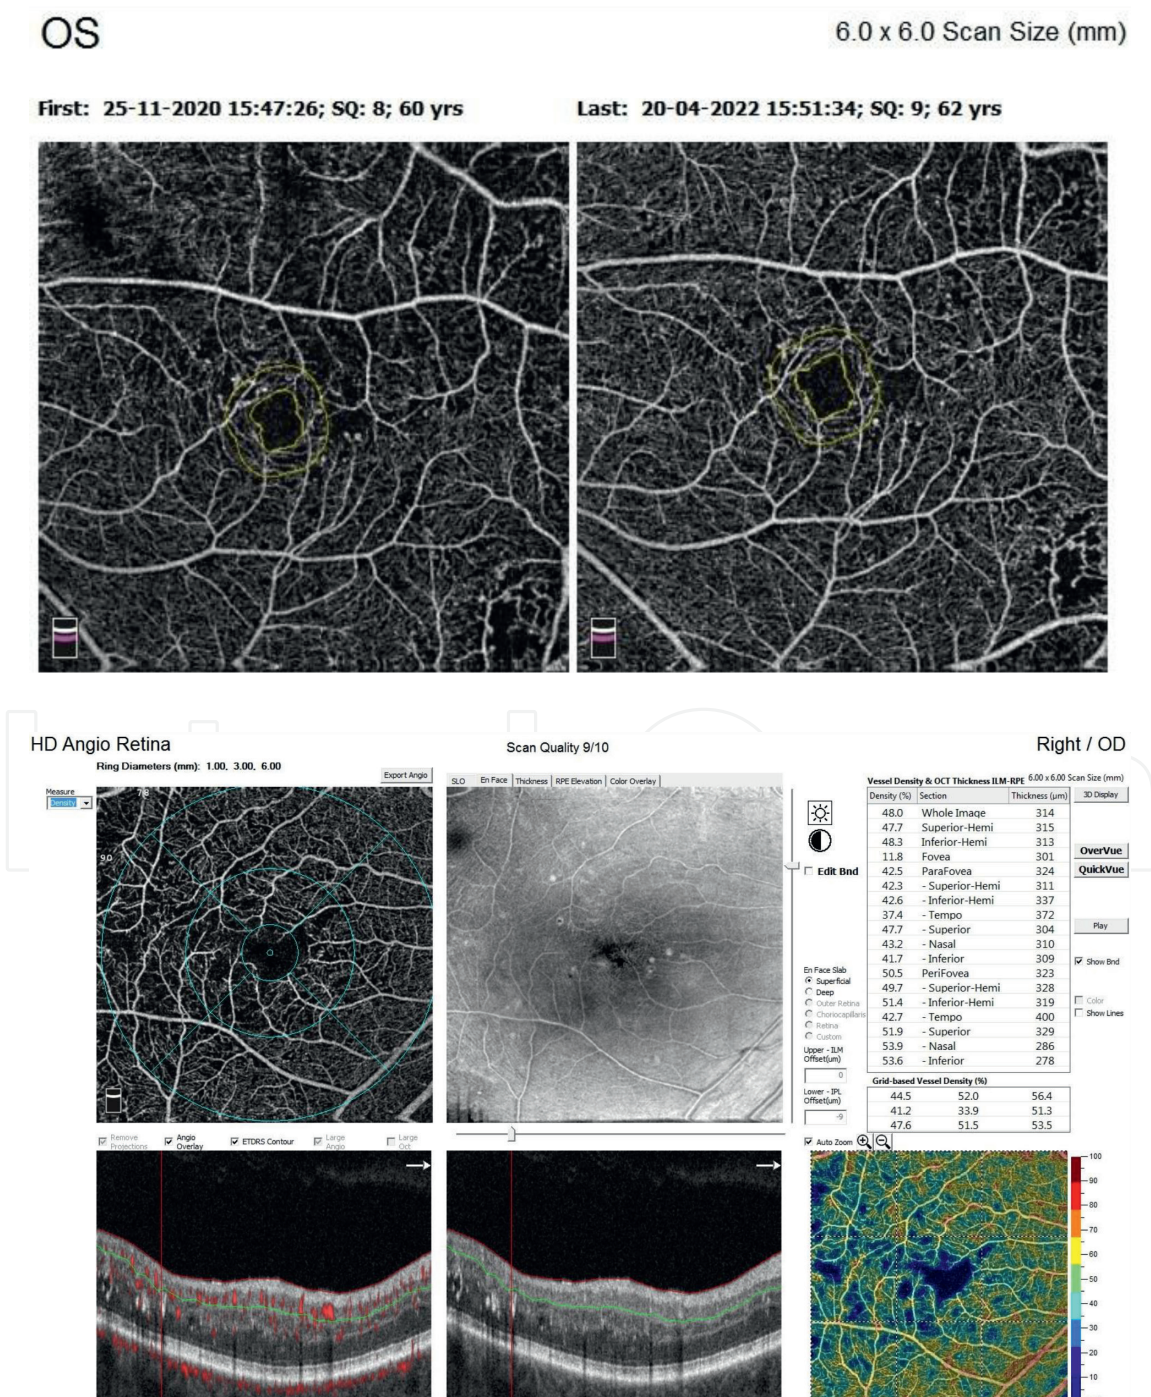 OS
6.0 x 6.0 Scan Size (mm)
First: 25-11-2020 15:47:26; SQ: 8; 60 yrs
Last: 20-04-2022 15:51:34; SQ: 9; 62 yrs
HD Angio Retina
Scan Quality 9/10
Right / OD
Ring Diameters (mm): 1.00, 3.00, 6.00
Export Angio
Measure
Density
SLO En Face Thickness RPE Elevation Color Overlay
Edit Bnd
En Face Slab
Superficial
Deep
Outer Retina
Choriocapillaris
Retina
Custom
Upper - ILM
Offset(um)
0
Lower - IPL
Offset(um)
-9
Vessel Density & OCT Thickness ILM-RPE 6.00 x 6.00 Scan Size (mm)
Density (%) Section Thickness (µm)
48.0 Whole Image 314
47.7 Superior-Hemi 315
48.3 Inferior-Hemi 313
11.8 Fovea 301
42.5 ParaFovea 324
42.3 - Superior-Hemi 311
42.6 - Inferior-Hemi 337
37.4 - Tempo 372
47.7 - Superior 304
43.2 - Nasal 310
41.7 - Inferior 309
50.5 PeriFovea 323
49.7 - Superior-Hemi 328
51.4 - Inferior-Hemi 319
42.7 - Tempo 400
51.9 - Superior 329
53.9 - Nasal 286
53.6 - Inferior 278
Grid-based Vessel Density (%)
44.5 52.0 56.4
41.2 33.9 51.3
47.6 51.5 53.5
3D Display
OverVue
QuickVue
Play
Show Bnd
Color
Show Lines
Remove Projections
Angio Overlay
ETDRS Contour
Large Angio
Large Oct
Auto Zoom
100
90
80
70
60
50
40
30
20
10